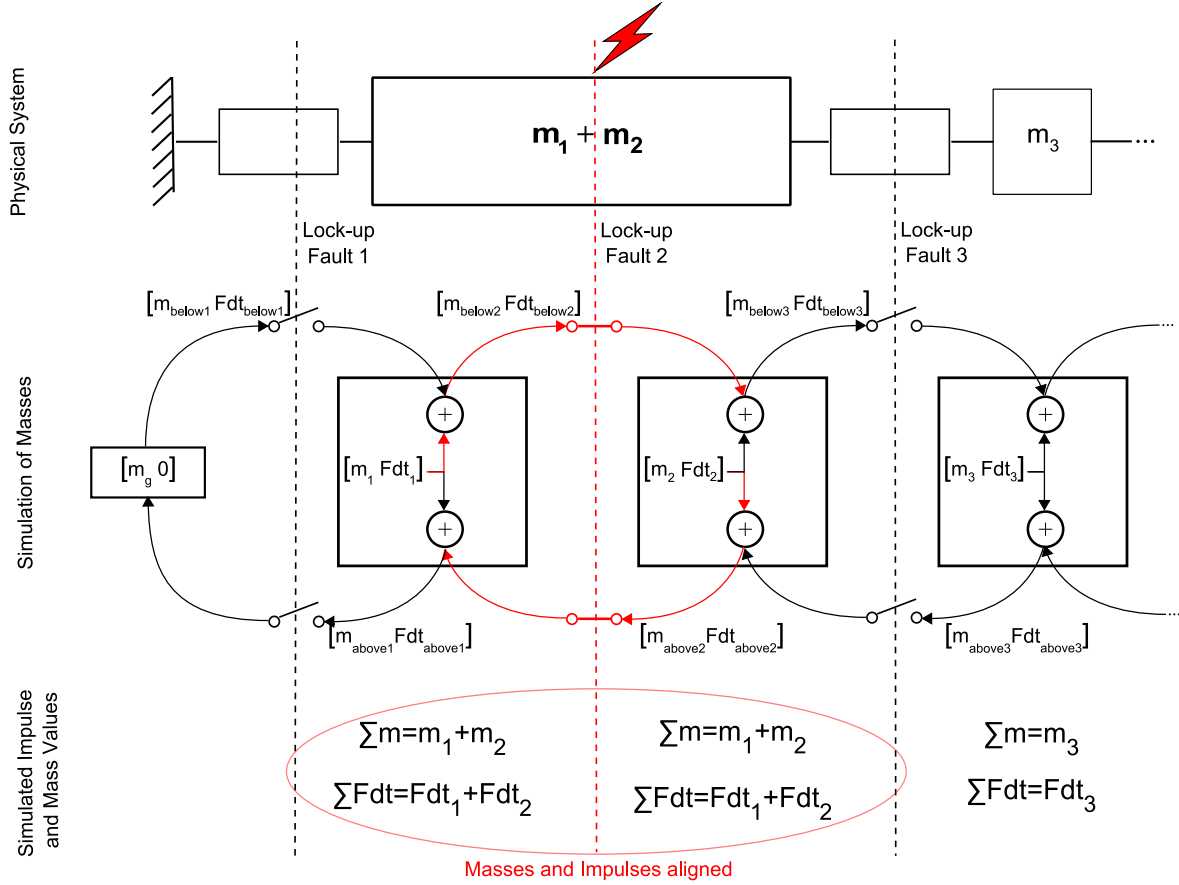 Physical System
m1 + m2
m3
...
Lock-up
Fault 1
Lock-up
Fault 2
Lock-up
Fault 3
Simulation of Masses
[mbelow1 Fdtbelow1]
[mbelow2 Fdtbelow2]
[mbelow3 Fdtbelow3]
...
+
+
+
[mg 0]
[m1 Fdt1]
[m2 Fdt2]
[m3 Fdt3]
+
+
+
...
[mabove1 Fdtabove1]
[mabove2 Fdtabove2]
[mabove3 Fdtabove3]
Simulated Impulse
and Mass Values
∑m=m1+m2
∑m=m1+m2
∑m=m3
∑Fdt=Fdt1+Fdt2
∑Fdt=Fdt1+Fdt2
∑Fdt=Fdt3
Masses and Impulses aligned